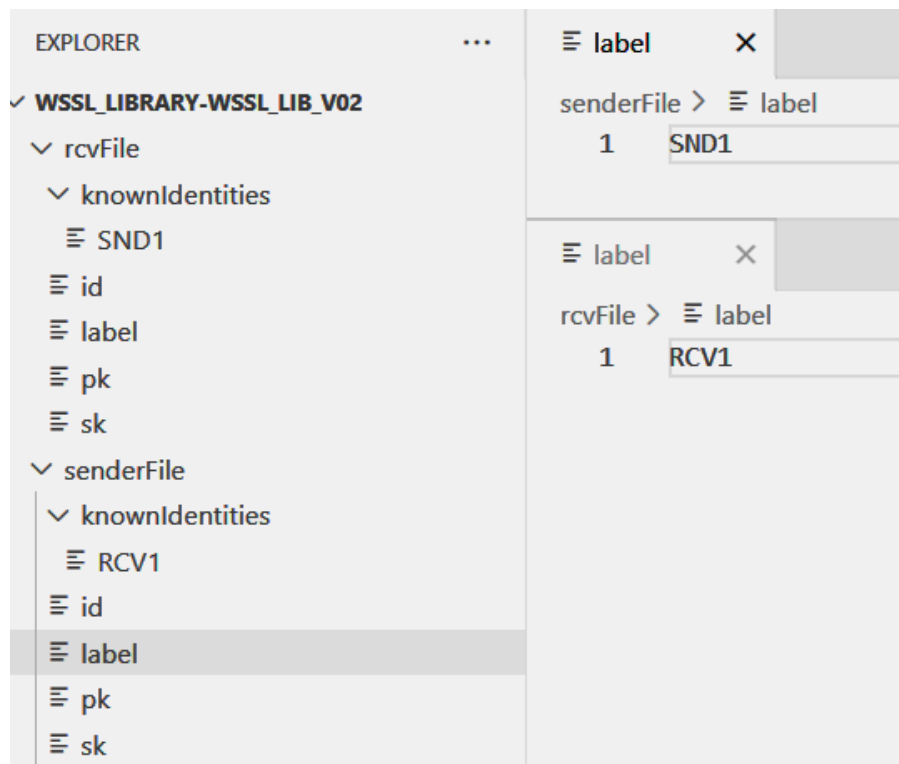 EXPLORER ...
WSSL_LIBRARY-WSSL_LIB_V02
rcvFile
knownIdentities
SND1
id
label
pk
sk
senderFile
knownIdentities
RCV1
id
label
pk
sk
label
senderFile > label
1 SND1
label
rcvFile > label
1 RCV1